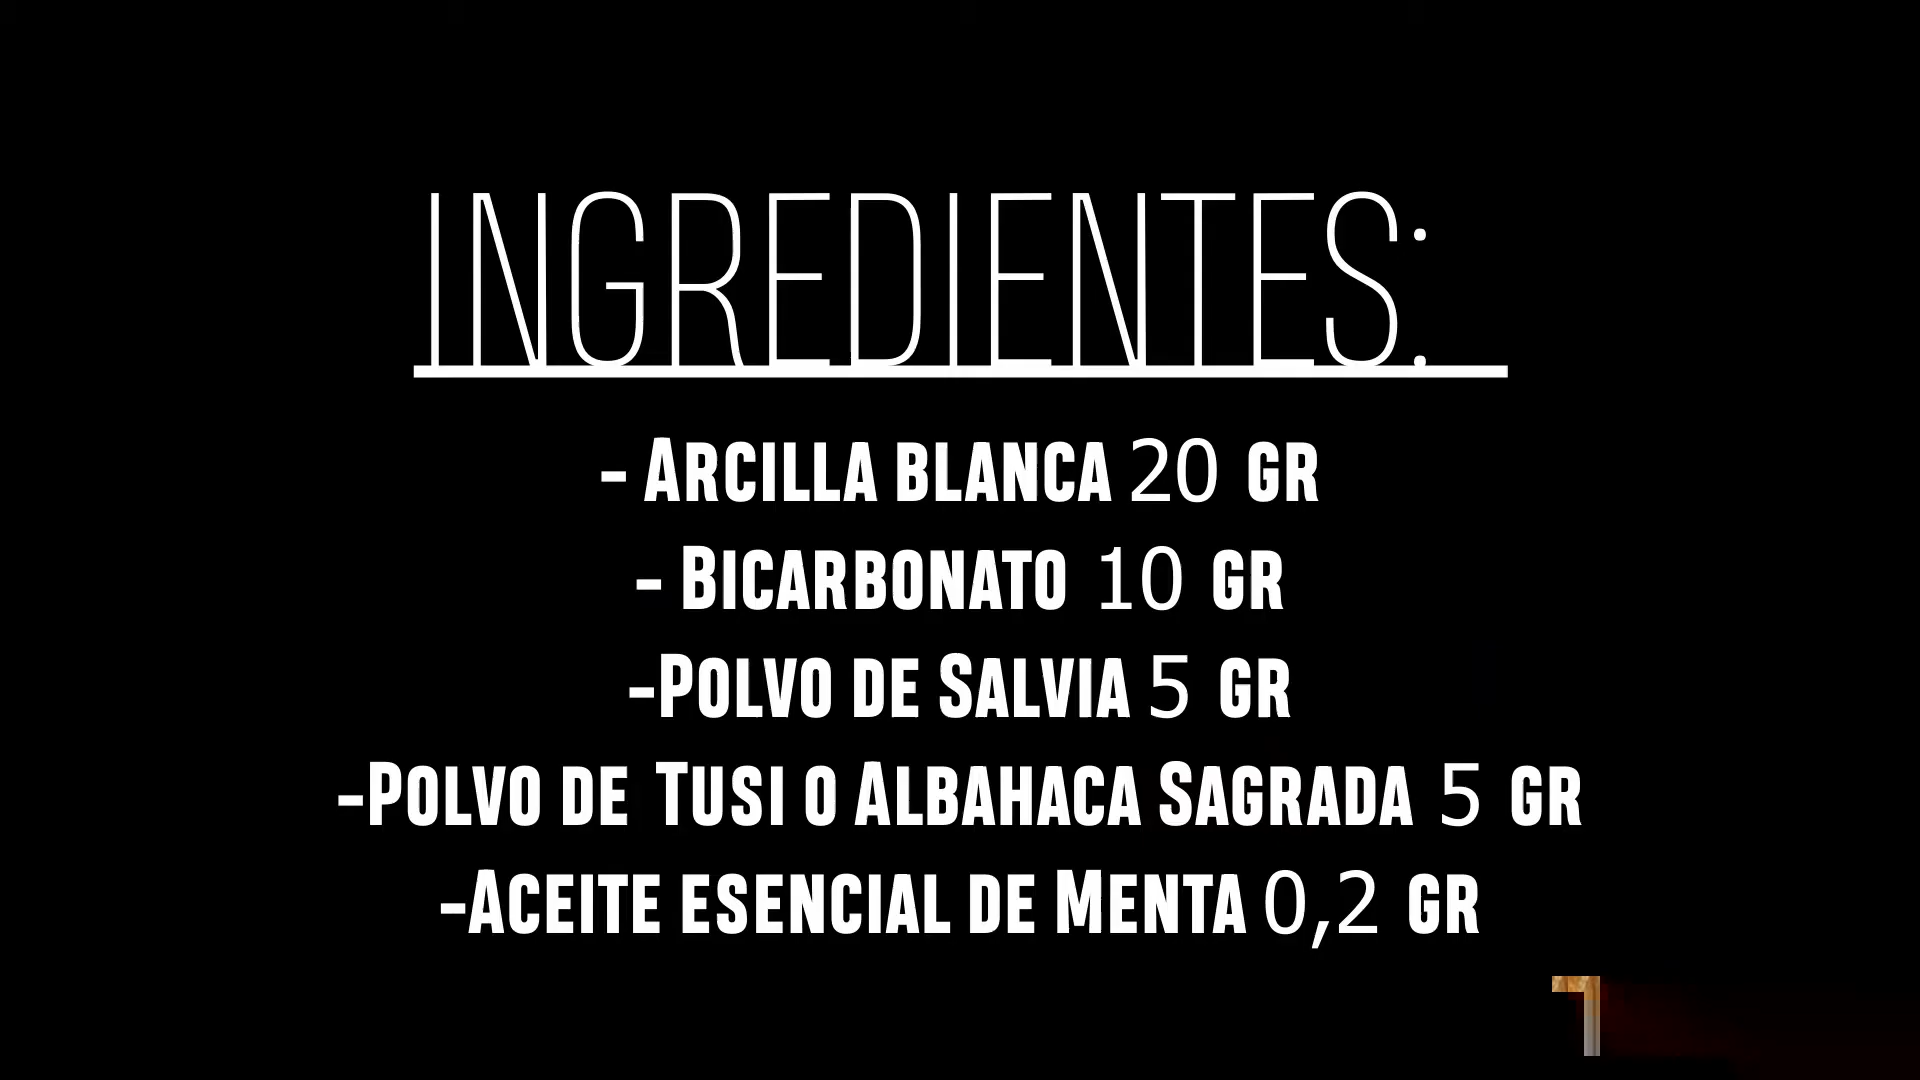 INGREDIENTES:
- ARCILLA BLANCA 20 GR
- BICARBONATO 10 GR
-POLVO DE SALVIA 5 GR
-POLVO DE TUSI O ALBAHACA SAGRADA 5 GR
-ACEITE ESENCIAL DE MENTA 0,2 GR